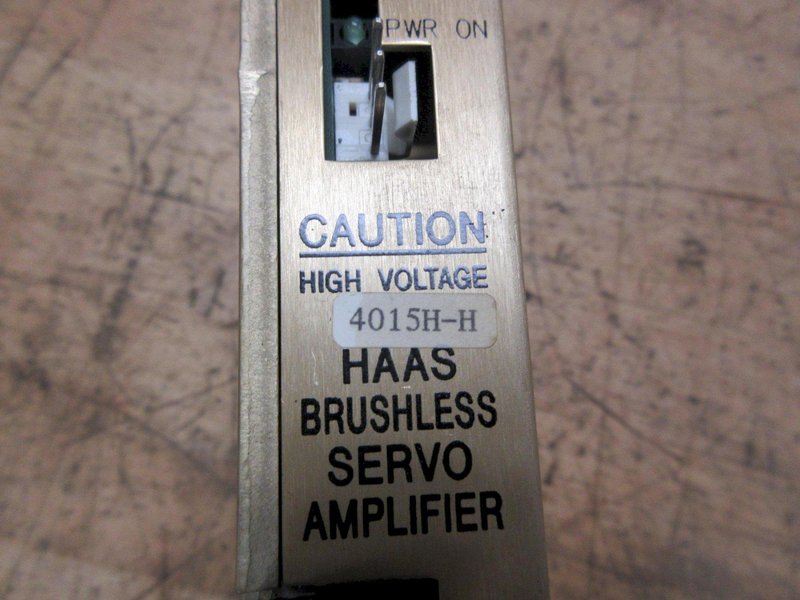 PWR ON
CAUTION
HIGH VOLTAGE
4015H-H
HAAS
BRUSHLESS
SERVO
AMPLIFIER